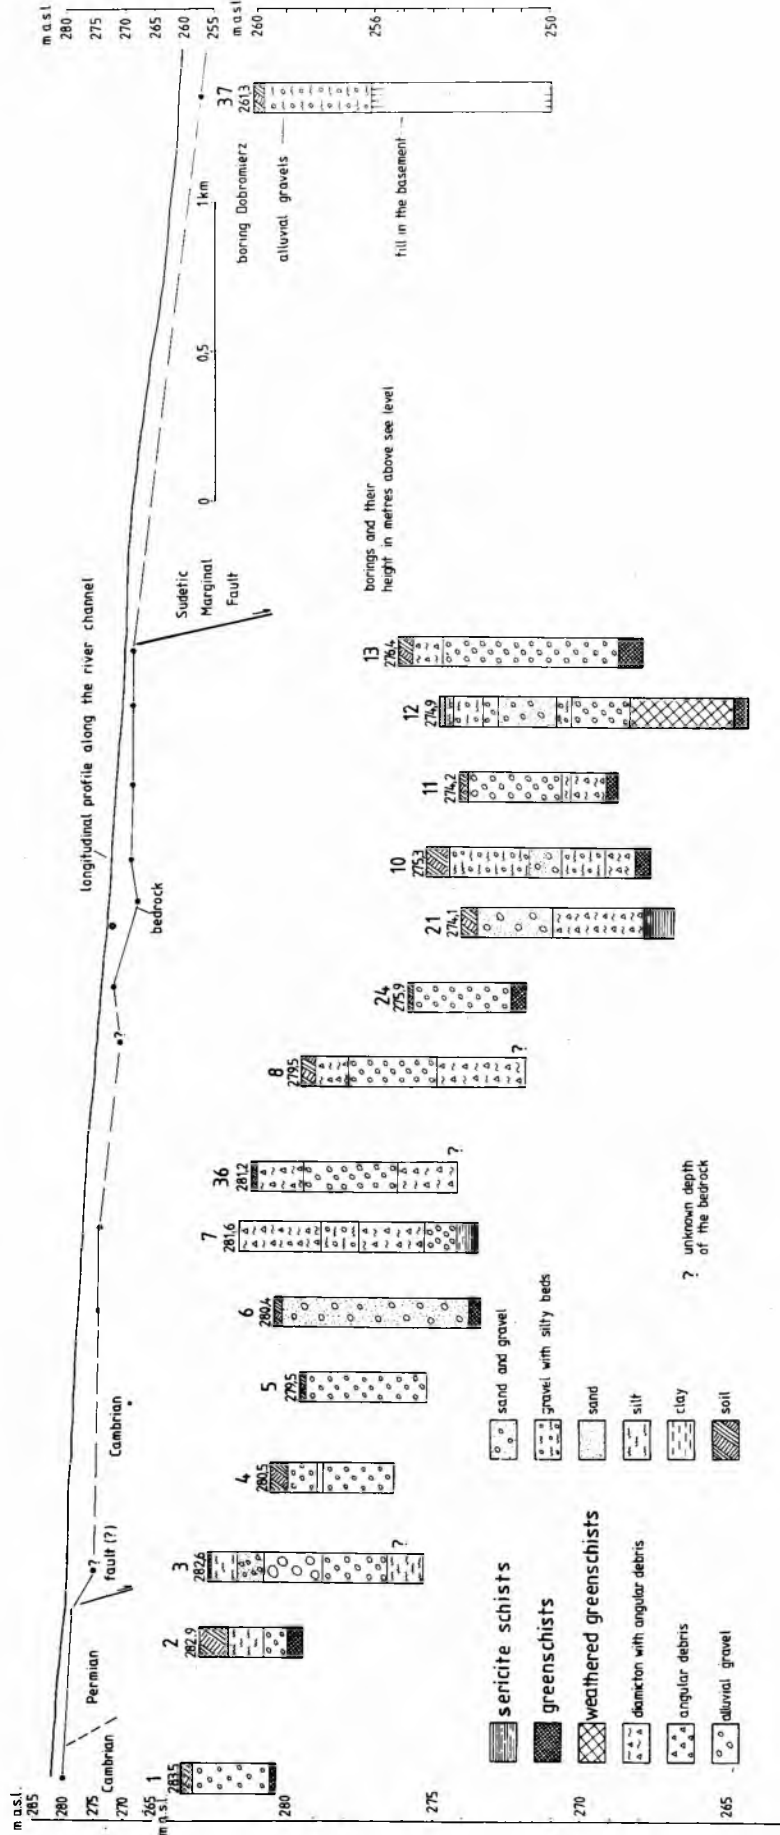 m a.s.l.
285
280
275
270
265
m a.s.l.
280
275
270
265
longitudinal profile along the river channel
bedrock
Cambrian
Permian
fault (?)
?
Cambrian
?
Sudetic
Marginal
Fault
0
0,5
1km
m a s l
280
275
270
265
260
255
m a s l
260
256
250
1
283,5
2
282,9
3
282,6
?
4
280,5
5
279,5
6
280,4
7
281,6
36
281,2
?
8
279,5
?
24
275,9
21
274,1
10
275,3
11
274,2
12
274,9
13
276,4
borings and their
height in metres above see level
37
261,3
boring Dobromierz
alluvial gravels
fill in the basement
sericite schists
greenschists
weathered greenschists
diamicton with angular debris
angular debris
alluvial gravel
sand and gravel
gravel with silty beds
sand
silt
clay
soil
? unknown depth
of the bedrock